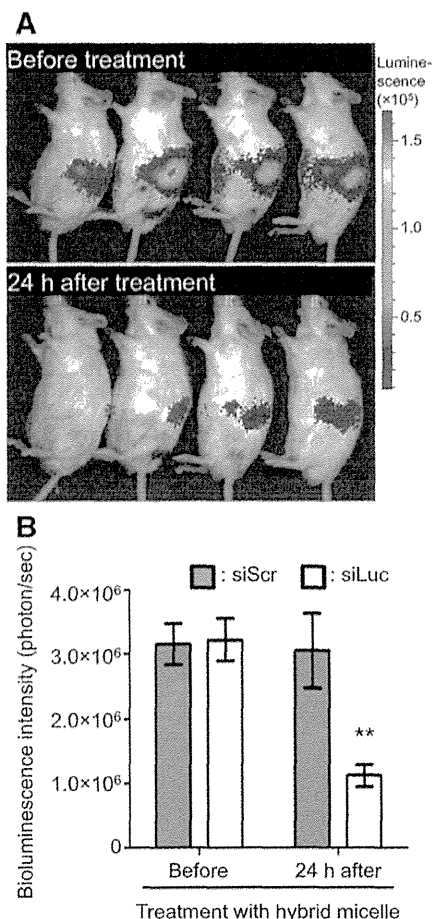 A
Before treatment
Lumine-
scence
(×10⁵)
1.5
1.0
0.5
24 h after treatment
B
: siScr
: siLuc
Bioluminescence intensity (photon/sec)
4.0×10⁶
3.0×10⁶
2.0×10⁶
1.0×10⁶
0
**
Before
24 h after
Treatment with hybrid micelle